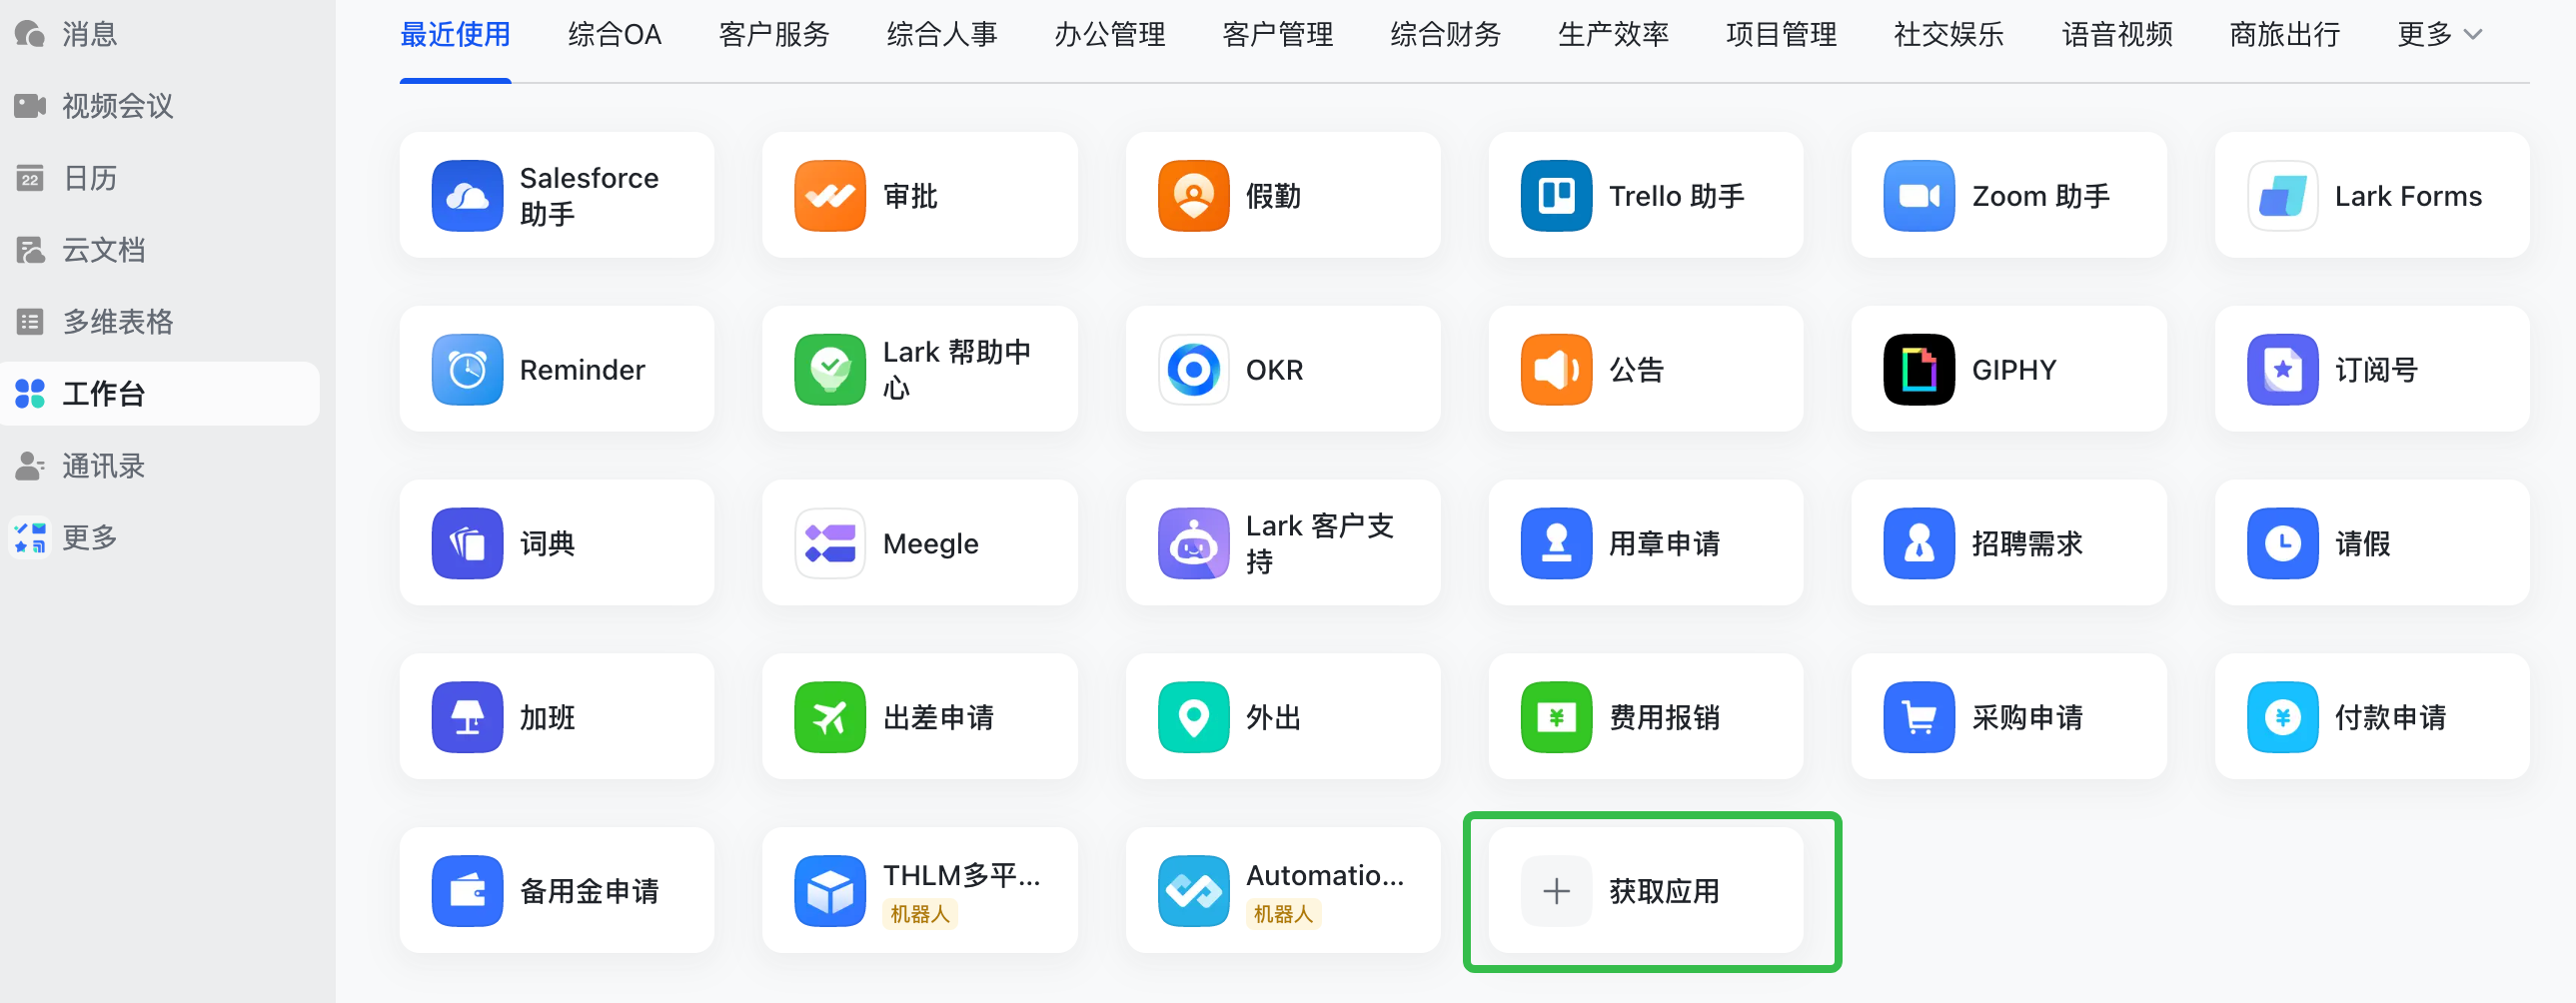 消息
视频会议
22
日历
云文档
多维表格
工作台
通讯录
更多
最近使用
综合OA
客户服务
综合人事
办公管理
客户管理
综合财务
生产效率
项目管理
社交娱乐
语音视频
商旅出行
更多
Salesforce
助手
审批
假勤
Trello 助手
Zoom 助手
Lark Forms
Reminder
Lark 帮助中
心
OKR
公告
GIPHY
订阅号
词典
Meegle
Lark 客户支
持
用章申请
招聘需求
请假
加班
出差申请
外出
费用报销
采购申请
付款申请
备用金申请
THLM多平...
机器人
Automatio...
机器人
获取应用